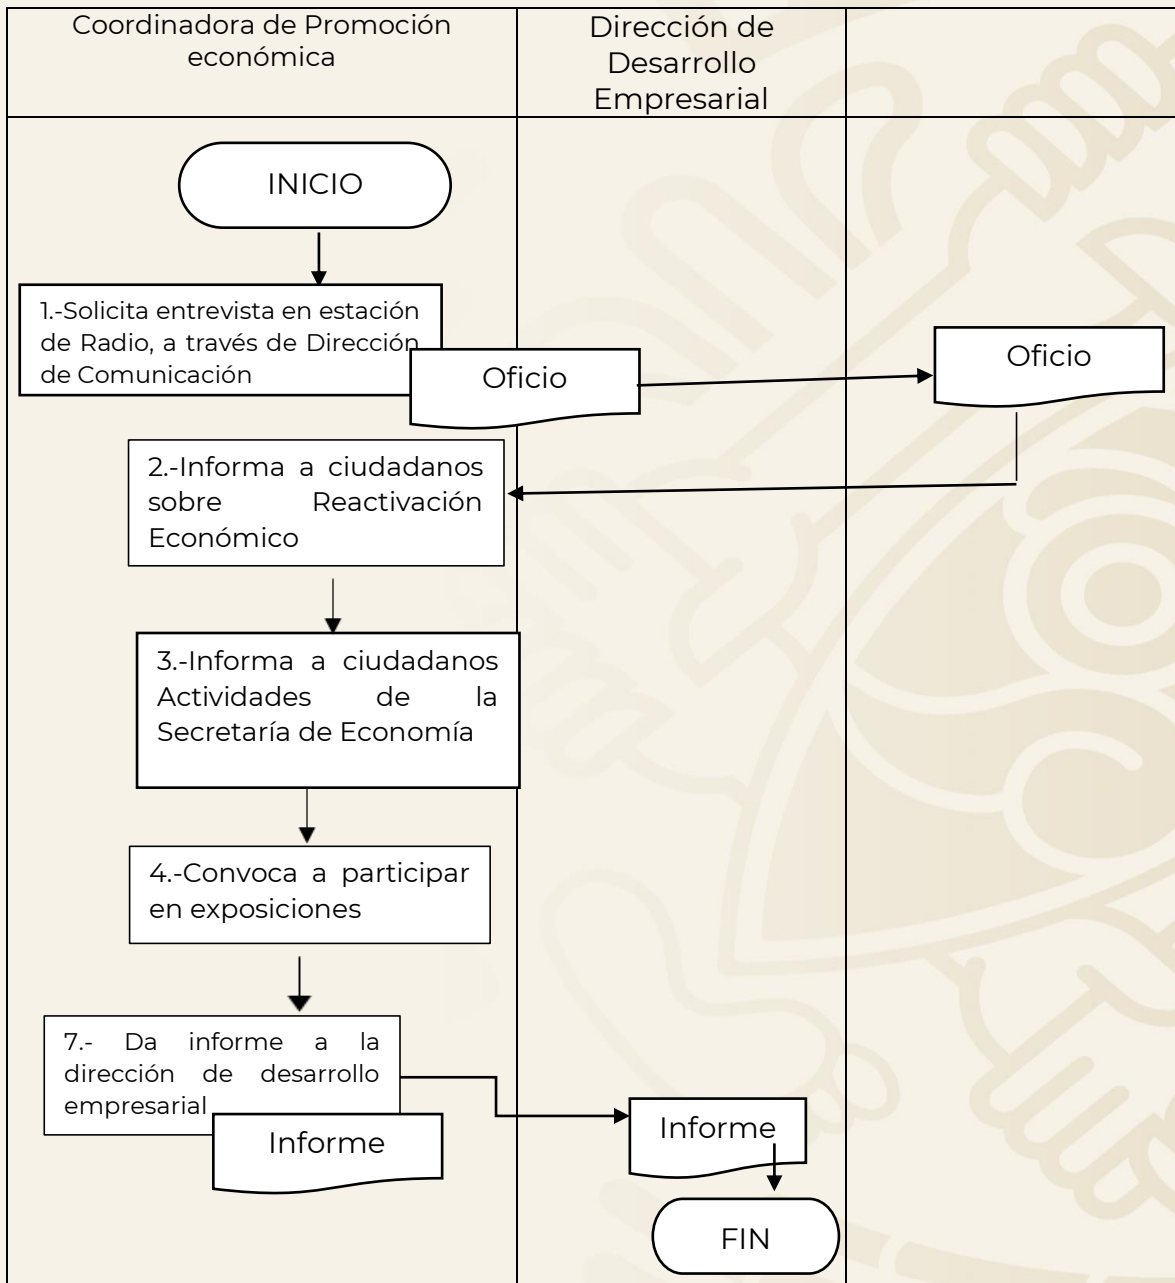 Coordinadora de Promoción
económica
Dirección de
Desarrollo
Empresarial
INICIO
1.-Solicita entrevista en estación
de Radio, a través de Dirección
de Comunicación
Oficio
Oficio
2.-Informa a ciudadanos
sobre Reactivación
Económico
3.-Informa a ciudadanos
Actividades de la
Secretaría de Economía
4.-Convoca a participar
en exposiciones
7.- Da informe a la
dirección de desarrollo
empresarial
Informe
Informe
FIN